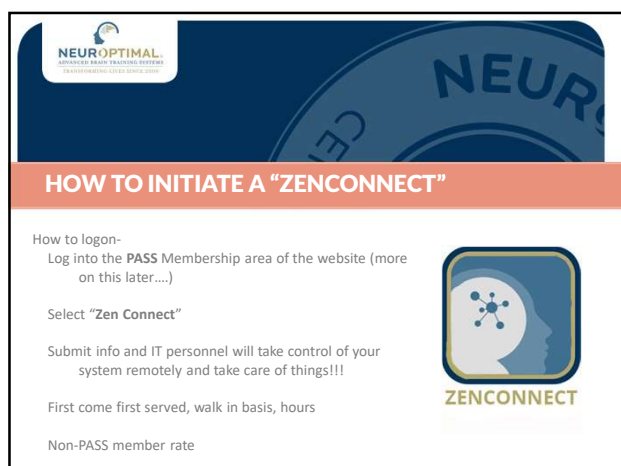 NEUROPTIMAL®
ADVANCED BRAIN TRAINING SYSTEMS
TRANSFORMING LIVES SINCE 2000
NEURO
CER
HOW TO INITIATE A “ZENCONNECT”
How to logon-
Log into the PASS Membership area of the website (more
on this later….)
Select “Zen Connect”
Submit info and IT personnel will take control of your
system remotely and take care of things!!!
First come first served, walk in basis, hours
Non-PASS member rate
ZENCONNECT